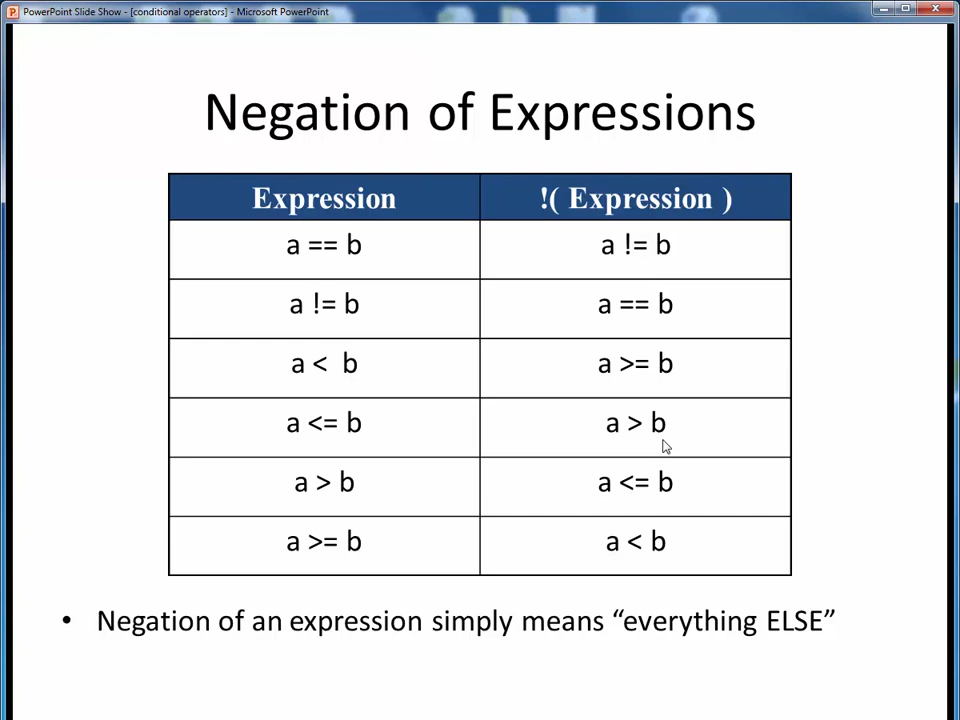 PowerPoint Slide Show - [conditional operators] - Microsoft PowerPoint
Negation of Expressions
Expression !( Expression )
a == b a != b
a != b a == b
a < b a >= b
a <= b a > b
a > b a <= b
a >= b a < b
• Negation of an expression simply means “everything ELSE”